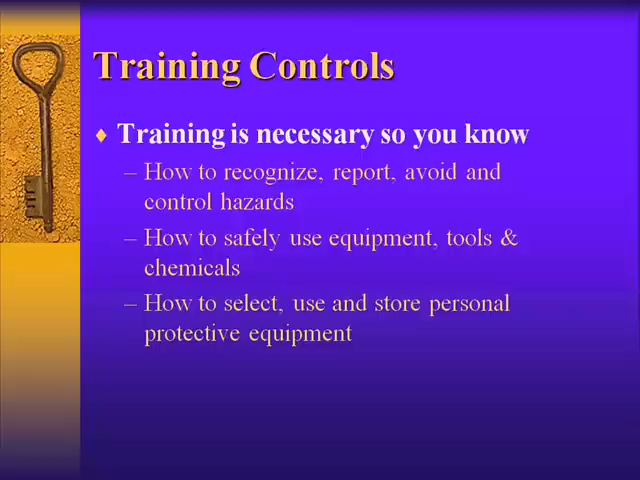 Training Controls
♦ Training is necessary so you know
– How to recognize, report, avoid and
control hazards
– How to safely use equipment, tools &
chemicals
– How to select, use and store personal
protective equipment